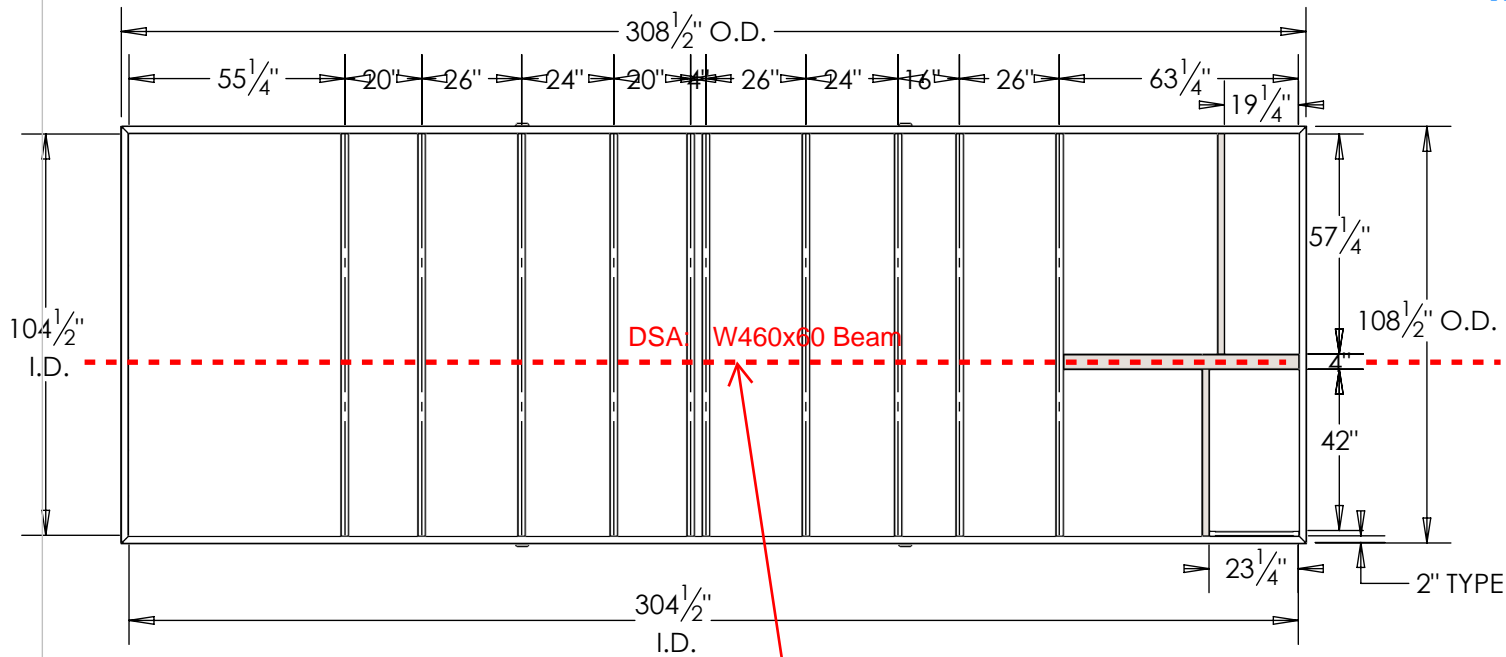 308½" O.D.
55¼" 20" 26" 24" 20" 4" 26" 24" 16" 26" 63¼"
19¼"
57¼"
104½"
I.D.
DSA: W460x60 Beam
108½" O.D.
4"
42"
23¼"
2" TYPE
304½"
I.D.